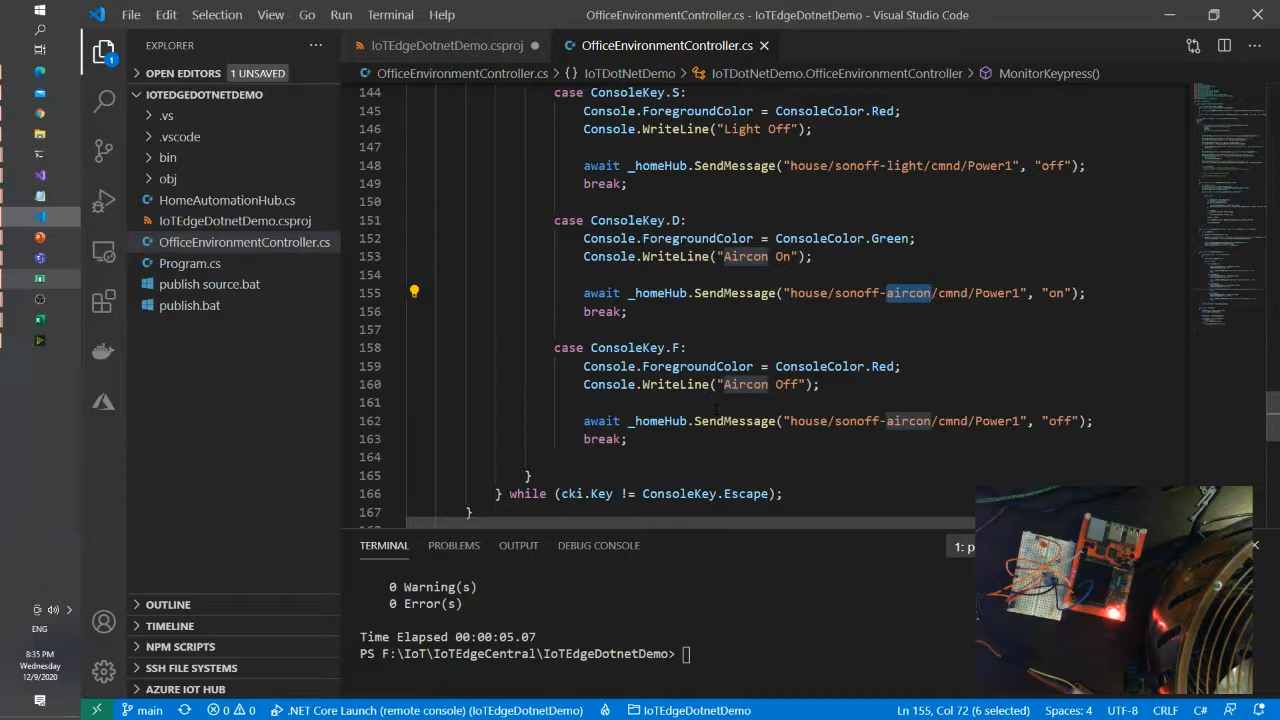 File Edit Selection View Go Run Terminal Help
OfficeEnvironmentController.cs - IoTEdgeDotnetDemo - Visual Studio Code
EXPLORER
IoTEdgeDotnetDemo.csproj
OfficeEnvironmentController.cs
OPEN EDITORS 1 UNSAVED
OfficeEnvironmentController.cs > {} IoTDotNetDemo > IoTDotNetDemo.OfficeEnvironmentController > MonitorKeypress()
IOTEDGEDOTNETDEMO
.vs
.vscode
bin
obj
HomeAutomationHub.cs
IoTEdgeDotnetDemo.csproj
OfficeEnvironmentController.cs
Program.cs
publish source.bat
publish.bat
144 case ConsoleKey.S:
145 Console.ForegroundColor = ConsoleColor.Red;
146 Console.WriteLine("Light Off");
147
148 await _homeHub.SendMessage("house/sonoff-light/cmnd/Power1", "off");
149 break;
150
151 case ConsoleKey.D:
152 Console.ForegroundColor = ConsoleColor.Green;
153 Console.WriteLine("Aircon On");
154
155 await _homeHub.SendMessage("house/sonoff-aircon/cmnd/Power1", "on");
156 break;
157
158 case ConsoleKey.F:
159 Console.ForegroundColor = ConsoleColor.Red;
160 Console.WriteLine("Aircon Off");
161
162 await _homeHub.SendMessage("house/sonoff-aircon/cmnd/Power1", "off");
163 break;
164
165 }
166 } while (cki.Key != ConsoleKey.Escape);
167 }
TERMINAL PROBLEMS OUTPUT DEBUG CONSOLE 1: p
0 Warning(s)
0 Error(s)
Time Elapsed 00:00:05.07
PS F:\IoT\IoTEdgeCentral\IoTEdgeDotnetDemo>
OUTLINE
TIMELINE
NPM SCRIPTS
SSH FILE SYSTEMS
AZURE IOT HUB
ENG
8:35 PM
Wednesday
12/9/2020
main 0 0 .NET Core Launch (remote console) (IoTEdgeDotnetDemo) IoTEdgeDotnetDemo Ln 155, Col 72 (6 selected) Spaces: 4 UTF-8 CRLF C#